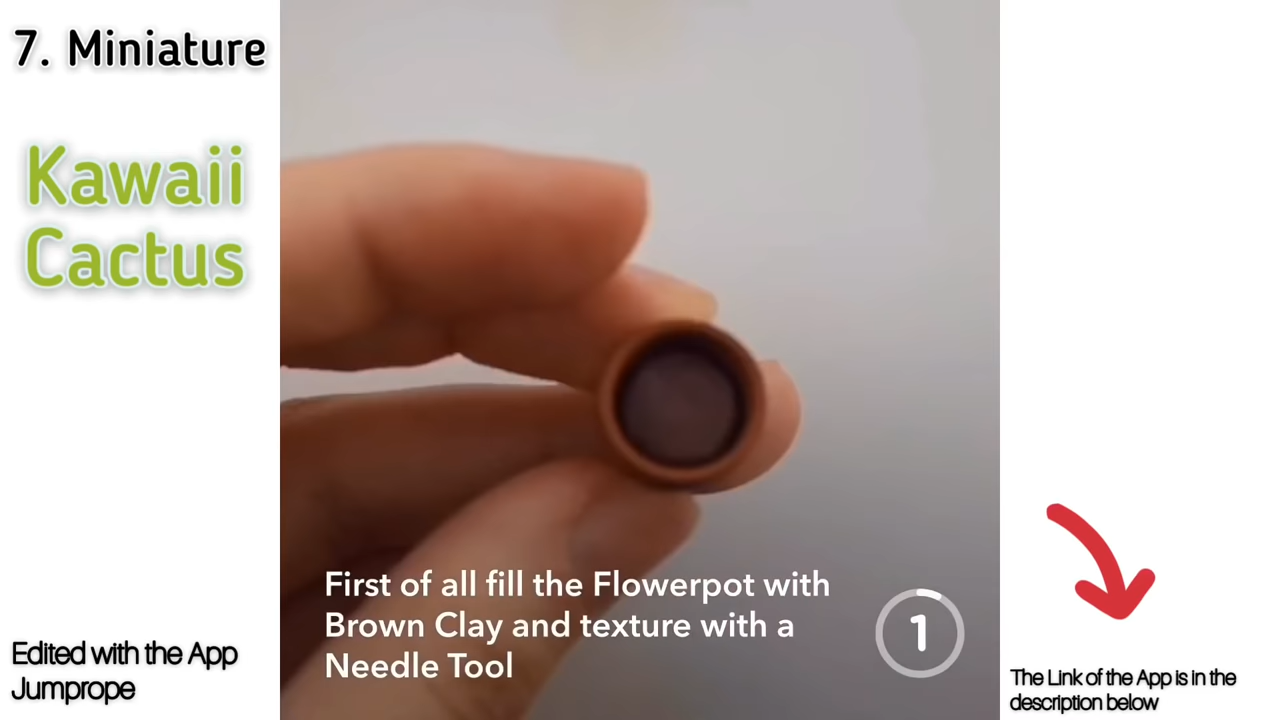 7. Miniature
Kawaii
Cactus
First of all fill the Flowerpot with
Brown Clay and texture with a
Needle Tool
1
Edited with the App
Jumprope
The Link of the App is in the
description below